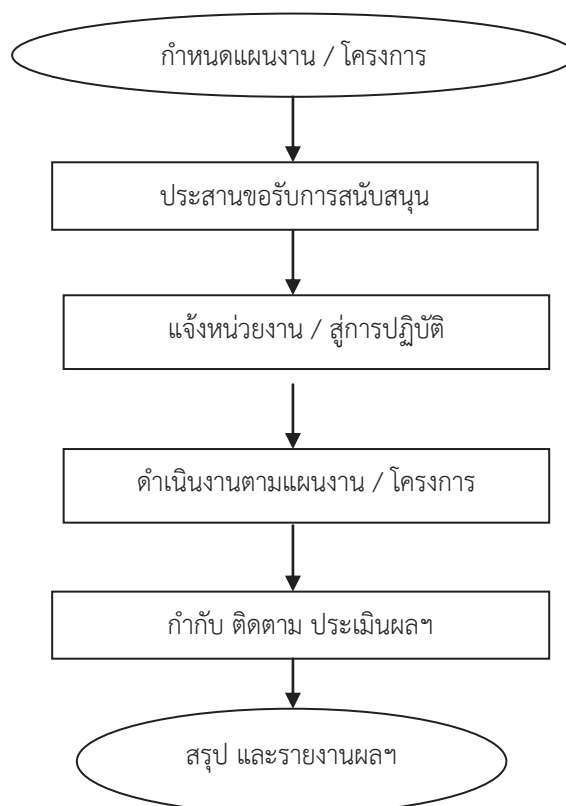 กำหนดแผนงาน / โครงการ
ประสานขอรับการสนับสนุน
แจ้งหน่วยงาน / สู่การปฏิบัติ
ดำเนินงานตามแผนงาน / โครงการ
กำกับ ติดตาม ประเมินผลฯ
สรุป และรายงานผลฯ